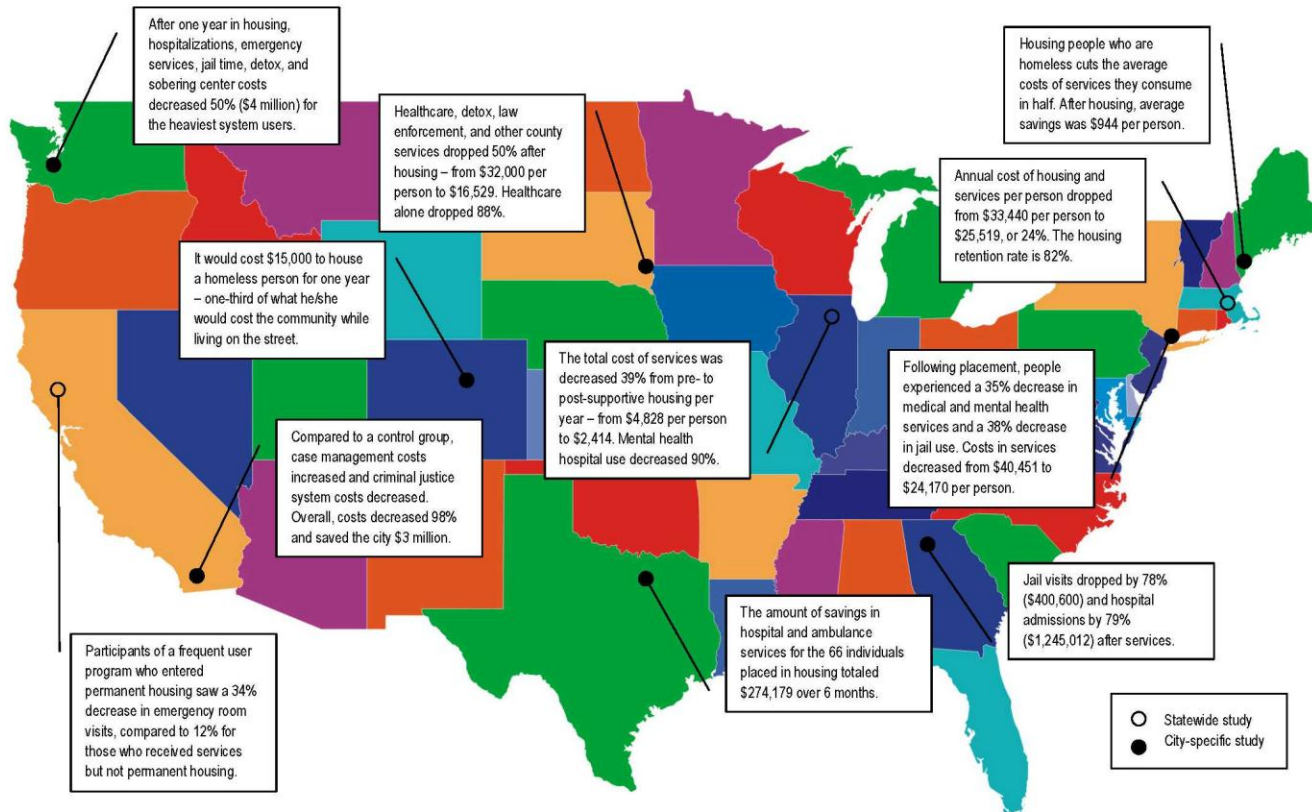 After one year in housing,
hospitalizations, emergency
services, jail time, detox, and
sobering center costs
decreased 50% ($4 million) for
the heaviest system users.
Healthcare, detox, law
enforcement, and other county
services dropped 50% after
housing – from $32,000 per
person to $16,529. Healthcare
alone dropped 88%.
Housing people who are
homeless cuts the average
costs of services they consume
in half. After housing, average
savings was $944 per person.
Annual cost of housing and
services per person dropped
from $33,440 per person to
$25,519, or 24%. The housing
retention rate is 82%.
It would cost $15,000 to house
a homeless person for one year
– one-third of what he/she
would cost the community while
living on the street.
The total cost of services was
decreased 39% from pre- to
post-supportive housing per
year – from $4,828 per person
to $2,414. Mental health
hospital use decreased 90%.
Following placement, people
experienced a 35% decrease in
medical and mental health
services and a 38% decrease
in jail use. Costs in services
decreased from $40,451 to
$24,170 per person.
Compared to a control group,
case management costs
increased and criminal justice
system costs decreased.
Overall, costs decreased 98%
and saved the city $3 million.
Jail visits dropped by 78%
($400,600) and hospital
admissions by 79%
($1,245,012) after services.
The amount of savings in
hospital and ambulance
services for the 66 individuals
placed in housing totaled
$274,179 over 6 months.
Participants of a frequent user
program who entered
permanent housing saw a 34%
decrease in emergency room
visits, compared to 12% for
those who received services
but not permanent housing.
Statewide study
City-specific study